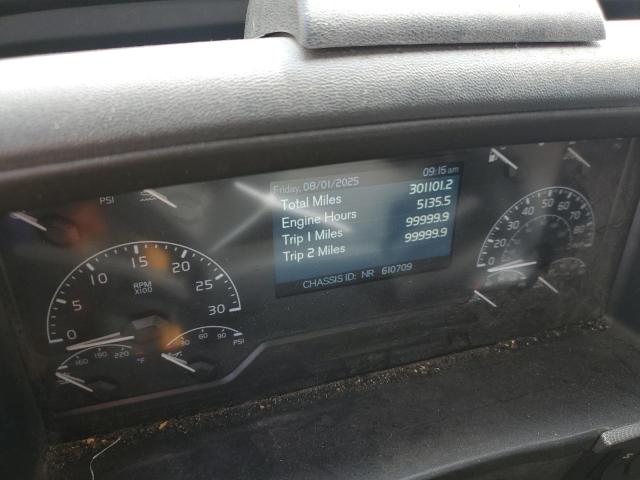 Friday, 08/01/2025 09:15 am
Total Miles 301101.2
Engine Hours 5135.5
Trip 1 Miles 99999.9
Trip 2 Miles 99999.9
CHASSIS ID: NR 610709
PSI
0 5 10 15 20 25 30
RPM X100
160 190 220 °F
30 60 90 PSI
0 20 30 40 50 60 70 80